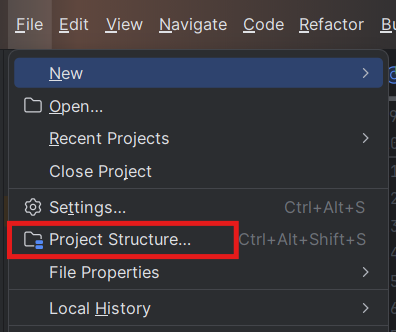 File Edit View Navigate Code Refactor
New
Open...
Recent Projects
Close Project
Settings... Ctrl+Alt+S
Project Structure... Ctrl+Alt+Shift+S
File Properties
Local History